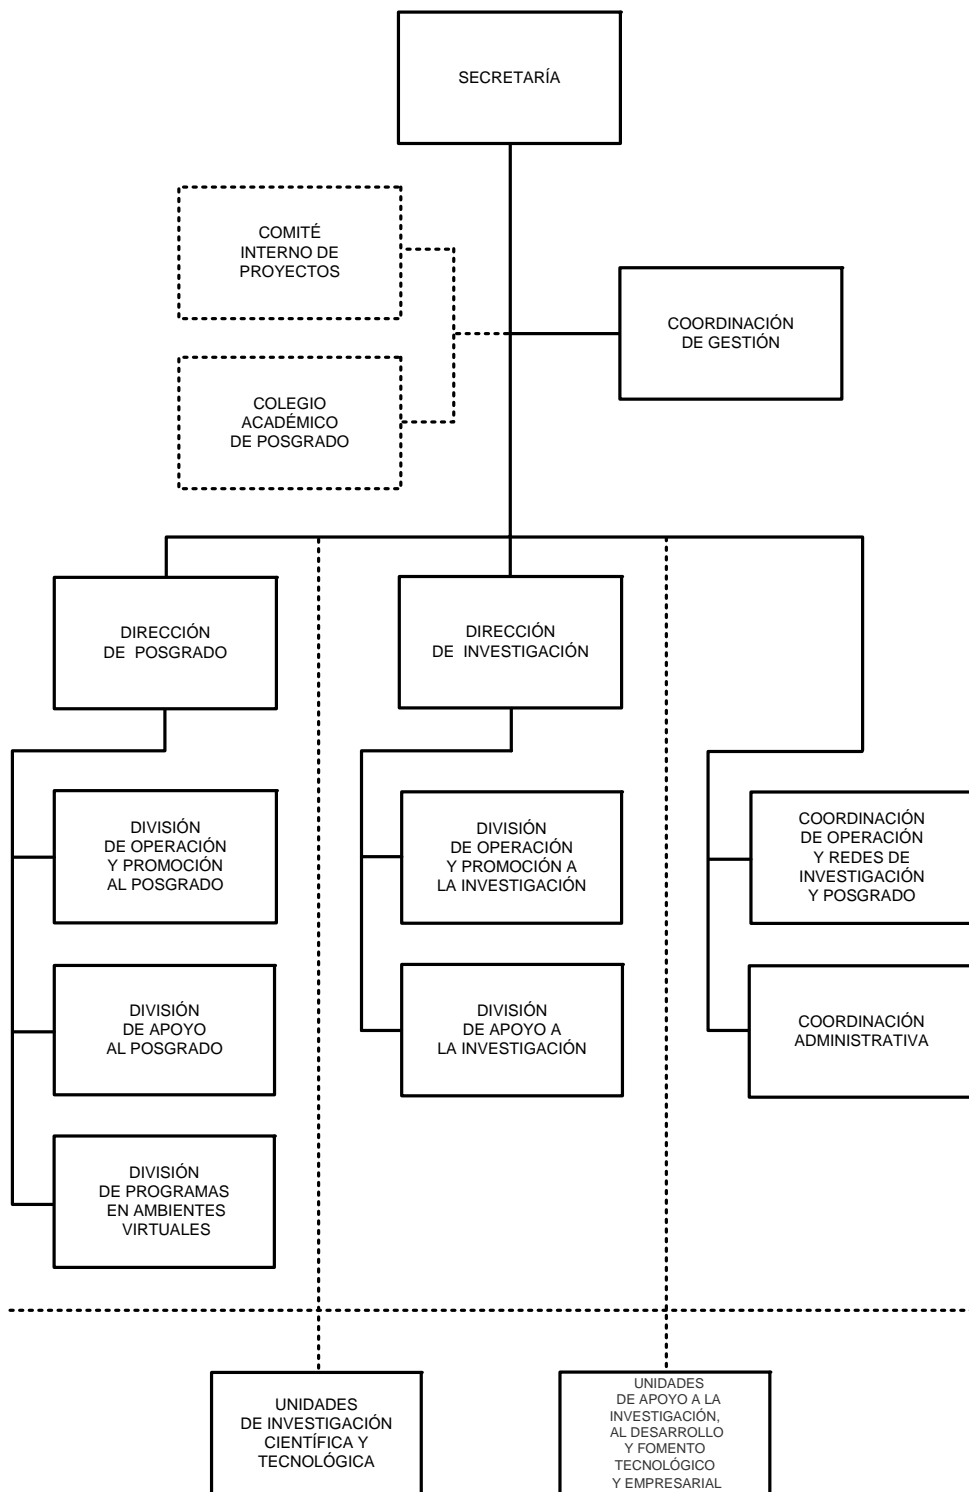 SECRETARÍA
COMITÉ
INTERNO DE
PROYECTOS
COORDINACIÓN
DE GESTIÓN
COLEGIO
ACADÉMICO
DE POSGRADO
DIRECCIÓN
DE POSGRADO
DIRECCIÓN
DE INVESTIGACIÓN
DIVISIÓN
DE OPERACIÓN
Y PROMOCIÓN
AL POSGRADO
DIVISIÓN
DE OPERACIÓN
Y PROMOCIÓN A
LA INVESTIGACIÓN
COORDINACIÓN
DE OPERACIÓN
Y REDES DE
INVESTIGACIÓN
Y POSGRADO
DIVISIÓN
DE APOYO
AL POSGRADO
DIVISIÓN
DE APOYO A
LA INVESTIGACIÓN
COORDINACIÓN
ADMINISTRATIVA
DIVISIÓN
DE PROGRAMAS
EN AMBIENTES
VIRTUALES
UNIDADES
DE INVESTIGACIÓN
CIENTÍFICA Y
TECNOLÓGICA
UNIDADES
DE APOYO A LA
INVESTIGACIÓN,
AL DESARROLLO
Y FOMENTO
TECNOLÓGICO
Y EMPRESARIAL